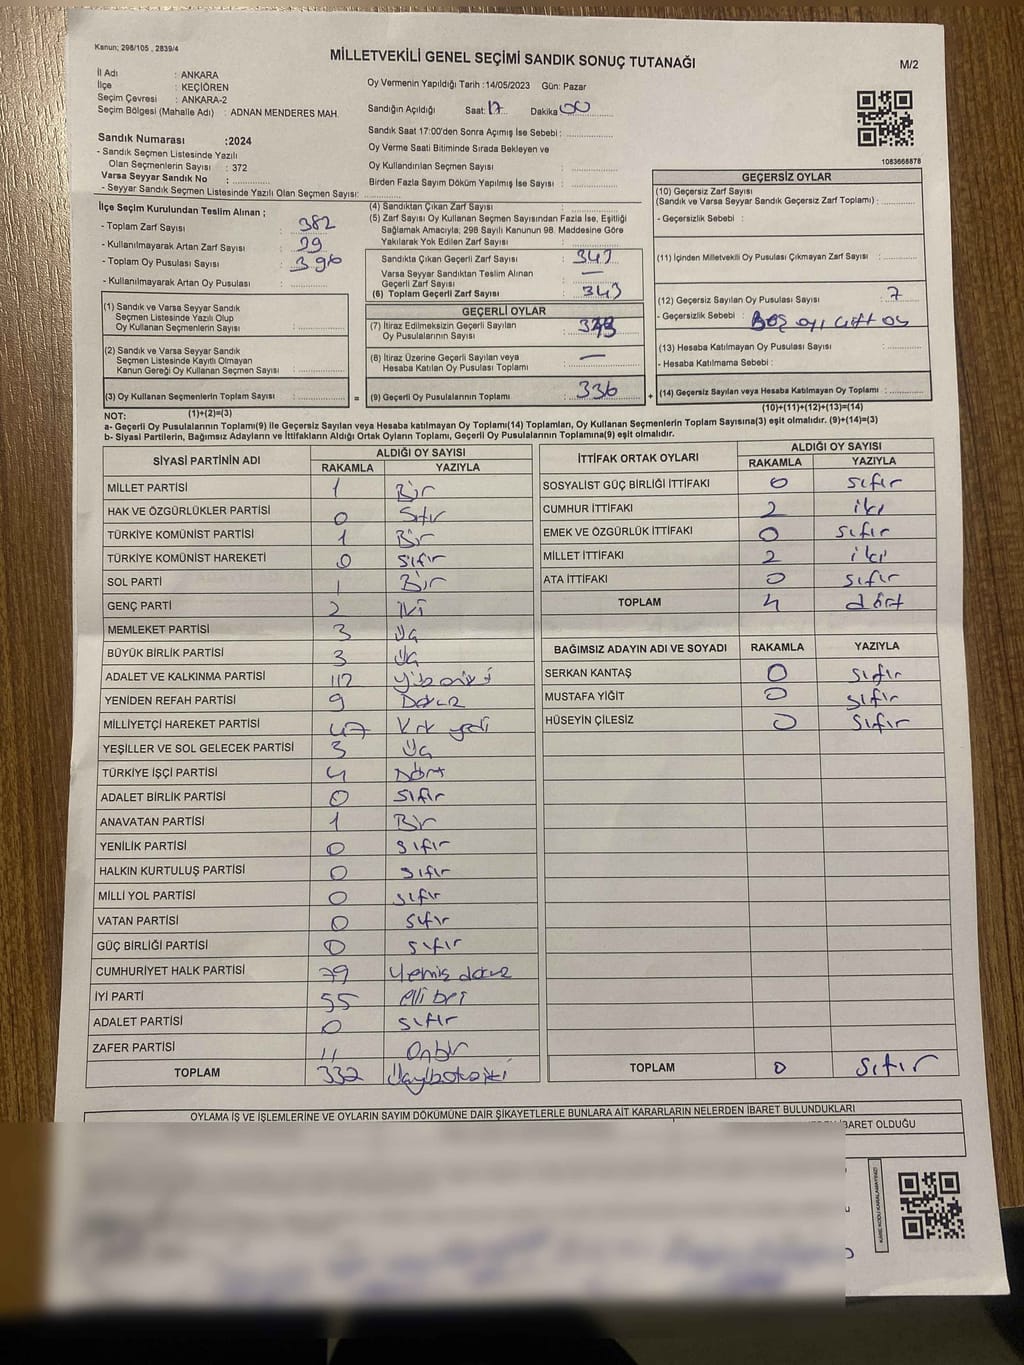 Kanun; 298/105 , 2839/4
MİLLETVEKİLİ GENEL SEÇİMİ SANDIK SONUÇ TUTANAĞI
M/2
İl Adı : ANKARA
İlçe : KEÇİÖREN
Seçim Çevresi : ANKARA-2
Seçim Bölgesi (Mahalle Adı) : ADNAN MENDERES MAH.
Oy Vermenin Yapıldığı Tarih :14/05/2023 Gün: Pazar
Sandığın Açıldığı Saat: 17 Dakika 00
Sandık Saat 17:00'den Sonra Açımış İse Sebebi :
Oy Verme Saati Bitiminde Sırada Bekleyen ve
Oy Kullandırılan Seçmen Sayısı :
Birden Fazla Sayım Döküm Yapılmış İse Sayısı :
1083668878
Sandık Numarası :2024
- Sandık Seçmen Listesinde Yazılı
Olan Seçmenlerin Sayısı : 372
Varsa Seyyar Sandık No :
- Seyyar Sandık Seçmen Listesinde Yazılı Olan Seçmen Sayısı:
İlçe Seçim Kurulundan Teslim Alınan ;
- Toplam Zarf Sayısı : 382
- Kullanılmayarak Artan Zarf Sayısı : 39
- Toplam Oy Pusulası Sayısı : 396
- Kullanılmayarak Artan Oy Pusulası :
(1) Sandık ve Varsa Seyyar Sandık
Seçmen Listesinde Yazılı Olup
Oy Kullanan Seçmenlerin Sayısı :
(2) Sandık ve Varsa Seyyar Sandık
Seçmen Listesinde Kayıtlı Olmayan
Kanun Gereği Oy Kullanan Seçmen Sayısı :
(3) Oy Kullanan Seçmenlerin Toplam Sayısı :
(4) Sandıktan Çıkan Zarf Sayısı :
(5) Zarf Sayısı Oy Kullanan Seçmen Sayısından Fazla İse, Eşitliği
Sağlamak Amacıyla; 298 Sayılı Kanunun 98. Maddesine Göre
Yakılarak Yok Edilen Zarf Sayısı :
Sandıkta Çıkan Geçerli Zarf Sayısı : 343
Varsa Seyyar Sandıktan Teslim Alınan
Geçerli Zarf Sayısı : —
(6) Toplam Geçerli Zarf Sayısı : 343
GEÇERLİ OYLAR
(7) İtiraz Edilmeksizin Geçerli Sayılan
Oy Pusulalarının Sayısı :
(8) İtiraz Üzerine Geçerli Sayılan veya
Hesaba Katılan Oy Pusulası Toplamı : —
= (9) Geçerli Oy Pusulalarının Toplamı : 336 +
GEÇERSİZ OYLAR
(10) Geçersiz Zarf Sayısı
(Sandık ve Varsa Seyyar Sandık Geçersiz Zarf Toplamı) :
- Geçersizlik Sebebi :
(11) İçinden Milletvekili Oy Pusulası Çıkmayan Zarf Sayısı :
(12) Geçersiz Sayılan Oy Pusulası Sayısı : 7
- Geçersizlik Sebebi : Boş oy çift oy
(13) Hesaba Katılmayan Oy Pusulası Sayısı :
- Hesaba Katılmama Sebebi :
(14) Geçersiz Sayılan veya Hesaba Katılmayan Oy Toplamı :
NOT: (1)+(2)=(3)
(10)+(11)+(12)+(13)=(14)
a- Geçerli Oy Pusulalarının Toplamı(9) ile Geçersiz Sayılan veya Hesaba katılmayan Oy Toplamı(14) Toplamları, Oy Kullanan Seçmenlerin Toplam Sayısına(3) eşit olmalıdır. (9)+(14)=(3)
b- Siyasi Partilerin, Bağımsız Adayların ve İttifakların Aldığı Ortak Oyların Toplamı, Geçerli Oy Pusulalarının Toplamına(9) eşit olmalıdır.
SİYASİ PARTİNİN ADI ALDIĞI OY SAYISI
RAKAMLA YAZIYLA
MİLLET PARTİSİ 1 Bir
HAK VE ÖZGÜRLÜKLER PARTİSİ 0 Sıfır
TÜRKİYE KOMÜNİST PARTİSİ 1 Bir
TÜRKİYE KOMÜNİST HAREKETİ 0 sıfır
SOL PARTİ 1 Bir
GENÇ PARTİ 2 iki
MEMLEKET PARTİSİ 3 Üç
BÜYÜK BİRLİK PARTİSİ 3 Üç
ADALET VE KALKINMA PARTİSİ 112 yüzoniki
YENİDEN REFAH PARTİSİ 9 Dokuz
MİLLİYETÇİ HAREKET PARTİSİ 47 Kırk yedi
YEŞİLLER VE SOL GELECEK PARTİSİ 3 Üç
TÜRKİYE İŞÇİ PARTİSİ 4 Dört
ADALET BİRLİK PARTİSİ 0 sıfır
ANAVATAN PARTİSİ 1 Bir
YENİLİK PARTİSİ 0 sıfır
HALKIN KURTULUŞ PARTİSİ 0 sıfır
MİLLİ YOL PARTİSİ 0 sıfır
VATAN PARTİSİ 0 sıfır
GÜÇ BİRLİĞİ PARTİSİ 0 sıfır
CUMHURİYET HALK PARTİSİ 79 Yetmiş dokuz
İYİ PARTİ 55 elli beş
ADALET PARTİSİ 0 sıfır
ZAFER PARTİSİ 11 Onbir
TOPLAM 332 Üçyüzotuziki
İTTİFAK ORTAK OYLARI ALDIĞI OY SAYISI
RAKAMLA YAZIYLA
SOSYALİST GÜÇ BİRLİĞİ İTTİFAKI 0 sıfır
CUMHUR İTTİFAKI 2 iki
EMEK VE ÖZGÜRLÜK İTTİFAKI 0 sıfır
MİLLET İTTİFAKI 2 iki
ATA İTTİFAKI 0 sıfır
TOPLAM 4 dört
BAĞIMSIZ ADAYIN ADI VE SOYADI RAKAMLA YAZIYLA
SERKAN KANTAŞ 0 sıfır
MUSTAFA YİĞİT 0 sıfır
HÜSEYİN ÇİLESİZ 0 sıfır
TOPLAM 0 sıfır
OYLAMA İŞ VE İŞLEMLERİNE VE OYLARIN SAYIM DÖKÜMÜNE DAİR ŞİKAYETLERLE BUNLARA AİT KARARLARIN NELERDEN İBARET BULUNDUKLARI
İBARET OLDUĞU